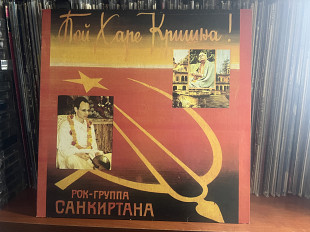 Пой Харе Кришна!
РОК-ГРУППА
САНКИРТАНА